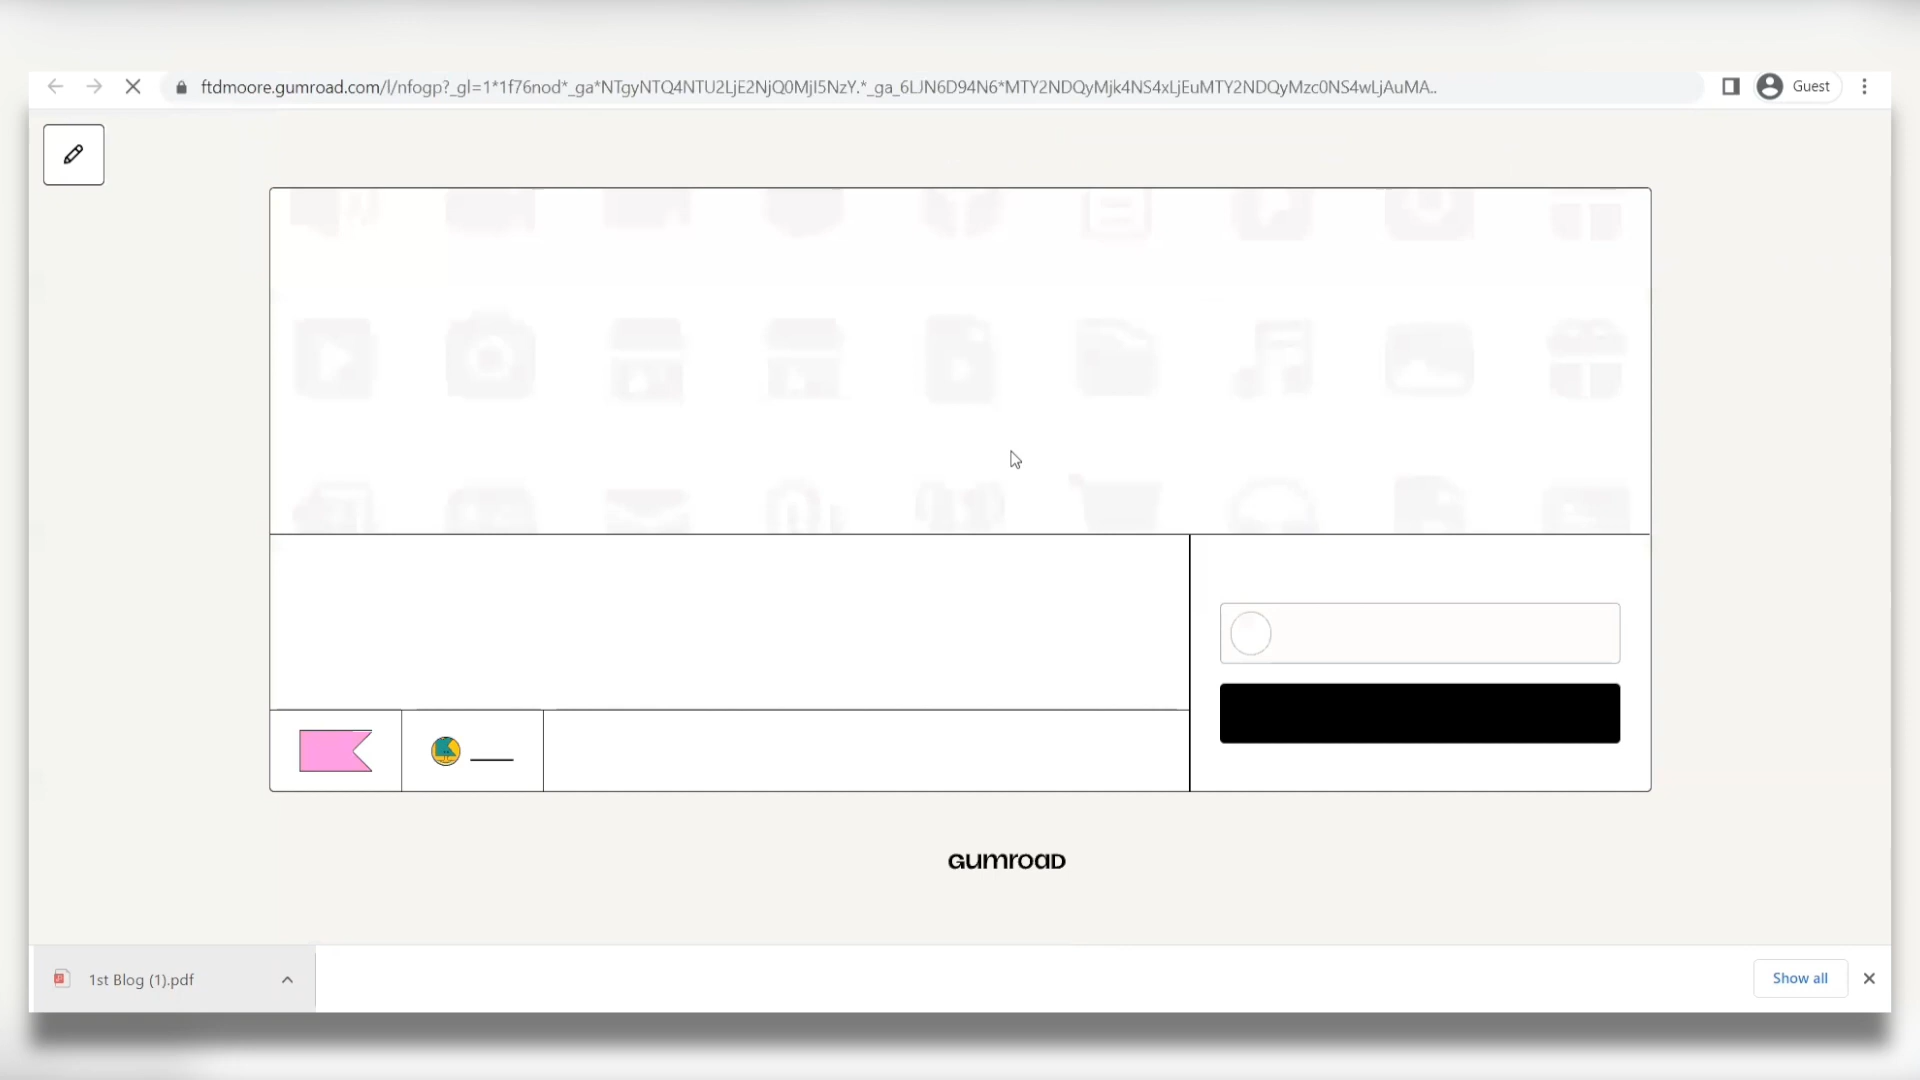 ftdmoore.gumroad.com/l/nfogp?_gl=1*1f76nod*_ga*NTgyNTQ4NTU2LjE2NjQ0MjI5NzY.*_ga_6LJN6D94N6*MTY2NDQyMjk4NS4xLjEuMTY2NDQyMzc0NS4wLjAuMA..
Guest
GUMROAD
1st Blog (1).pdf
Show all